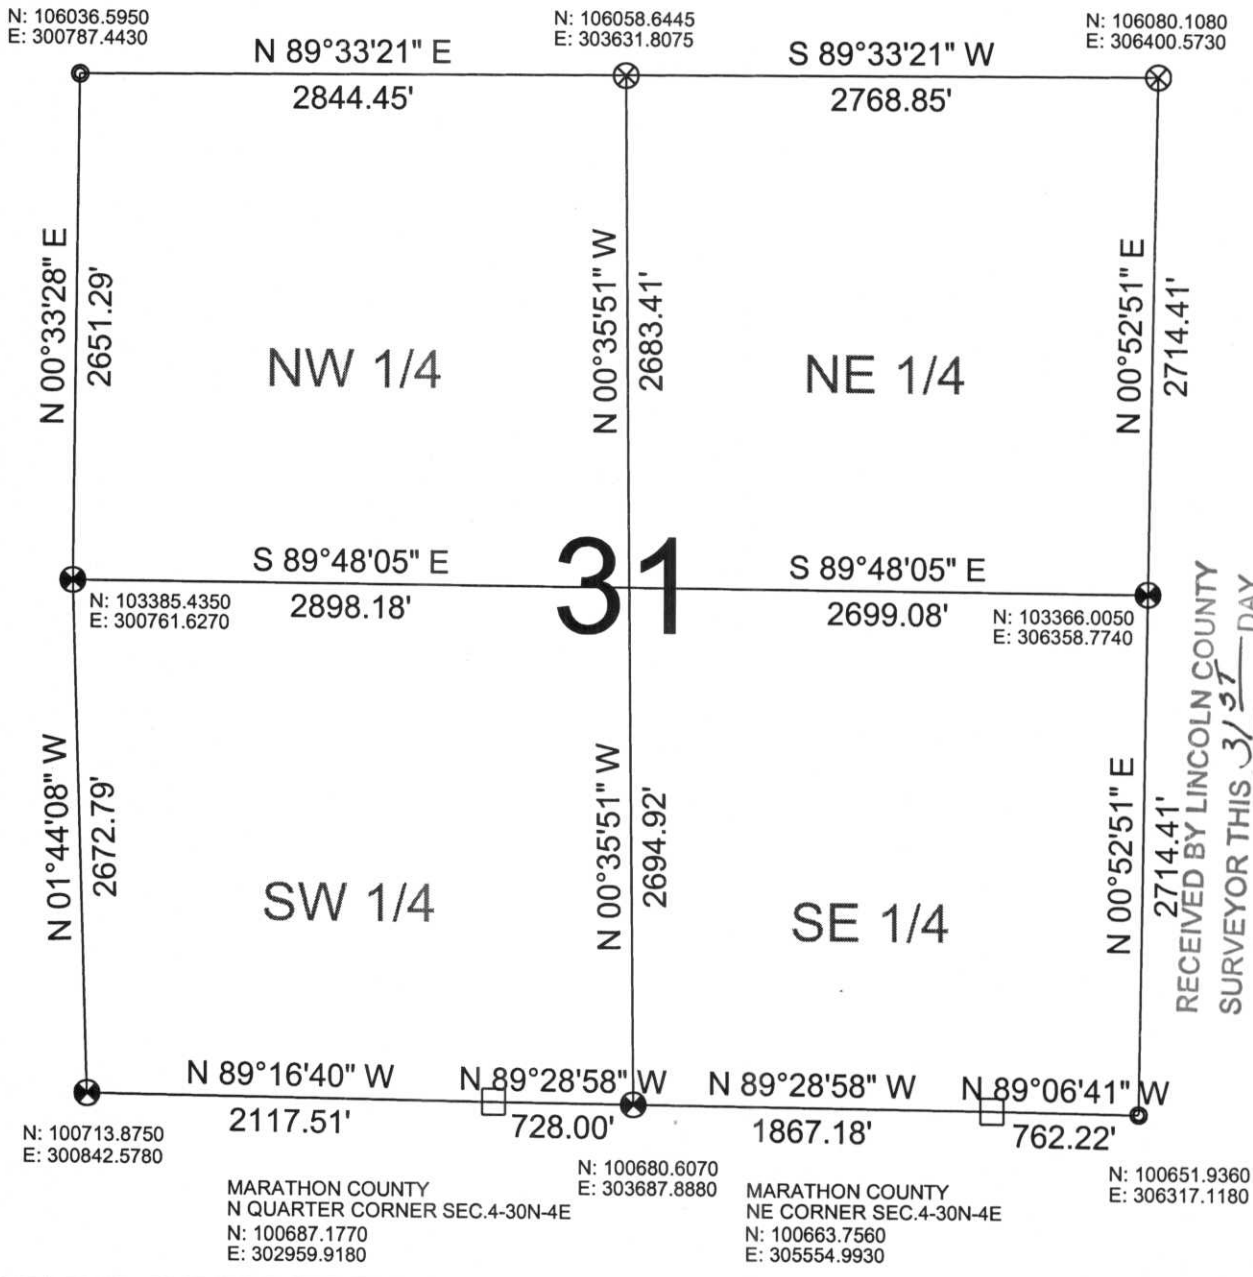 N: 106036.5950
E: 300787.4430
N: 106058.6445
E: 303631.8075
N: 106080.1080
E: 306400.5730
N 89°33'21" E
2844.45'
S 89°33'21" W
2768.85'
N 00°33'28" E
2651.29'
N 00°35'51" W
2683.41'
N 00°52'51" E
2714.41'
NW 1/4
NE 1/4
31
S 89°48'05" E
2898.18'
S 89°48'05" E
2699.08'
N: 103385.4350
E: 300761.6270
N: 103366.0050
E: 306358.7740
N 01°44'08" W
2672.79'
N 00°35'51" W
2694.92'
N 00°52'51" E
2714.41'
RECEIVED BY LINCOLN COUNTY
SURVEYOR THIS 31ST DAY
SW 1/4
SE 1/4
N 89°16'40" W
2117.51'
N 89°28'58" W
728.00'
N 89°28'58" W
1867.18'
N 89°06'41" W
762.22'
N: 100713.8750
E: 300842.5780
N: 100680.6070
E: 303687.8880
N: 100651.9360
E: 306317.1180
MARATHON COUNTY
N QUARTER CORNER SEC.4-30N-4E
N: 100687.1770
E: 302959.9180
MARATHON COUNTY
NE CORNER SEC.4-30N-4E
N: 100663.7560
E: 305554.9930